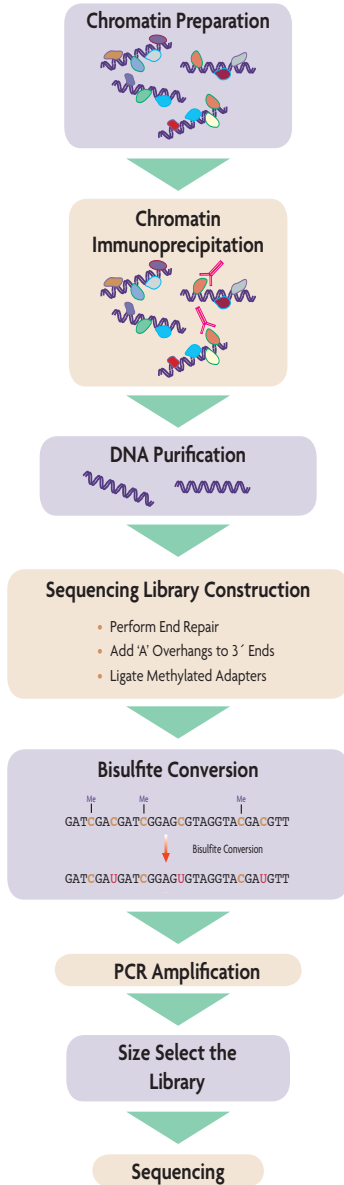 Chromatin Preparation
Chromatin
Immunoprecipitation
DNA Purification
Sequencing Library Construction
• Perform End Repair
• Add ‘A’ Overhangs to 3´ Ends
• Ligate Methylated Adapters
Bisulfite Conversion
Me Me Me
GATCGACGATCGGAGCGTAGGTACGACGTT
Bisulfite Conversion
GATCGAUGATCGGAGUGTAGGTACGAUGTT
PCR Amplification
Size Select the
Library
Sequencing